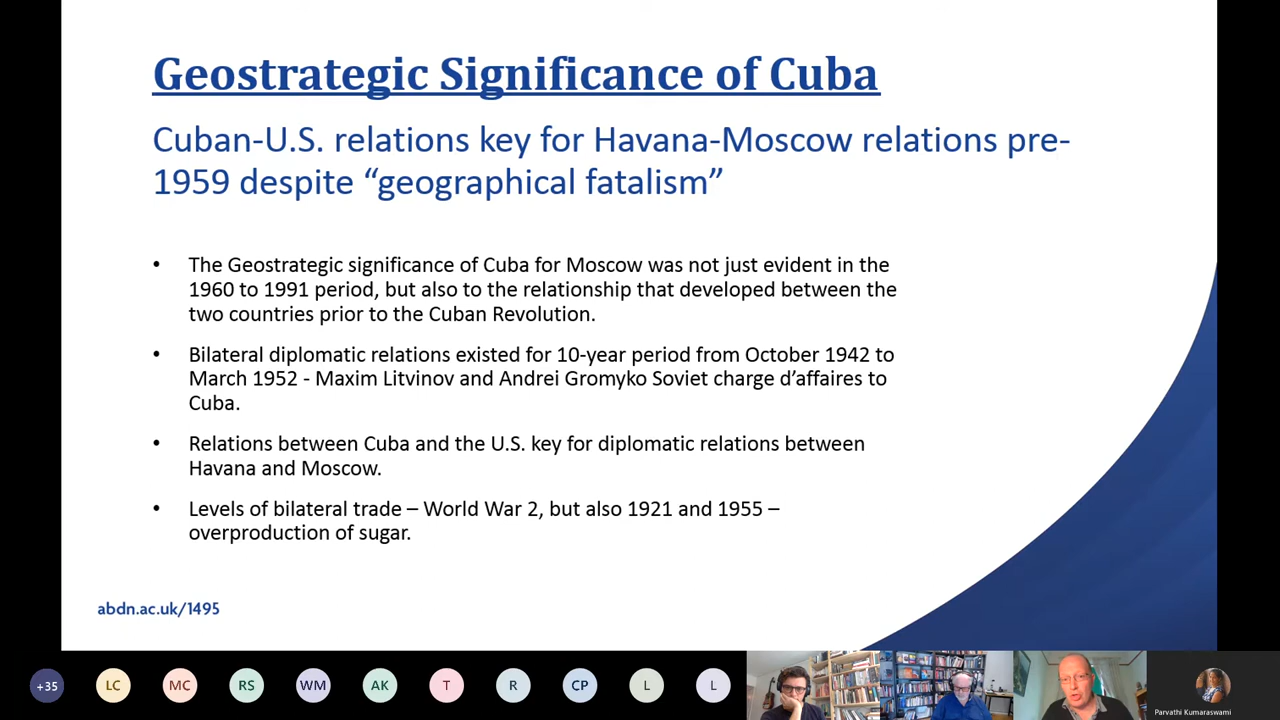 Geostrategic Significance of Cuba
Cuban-U.S. relations key for Havana-Moscow relations pre-
1959 despite “geographical fatalism”
• The Geostrategic significance of Cuba for Moscow was not just evident in the
1960 to 1991 period, but also to the relationship that developed between the
two countries prior to the Cuban Revolution.
• Bilateral diplomatic relations existed for 10-year period from October 1942 to
March 1952 - Maxim Litvinov and Andrei Gromyko Soviet charge d’affaires to
Cuba.
• Relations between Cuba and the U.S. key for diplomatic relations between
Havana and Moscow.
• Levels of bilateral trade – World War 2, but also 1921 and 1955 –
overproduction of sugar.
abdn.ac.uk/1495
+35 LC MC RS WM AK T R CP L L
Parvathi Kumaraswami